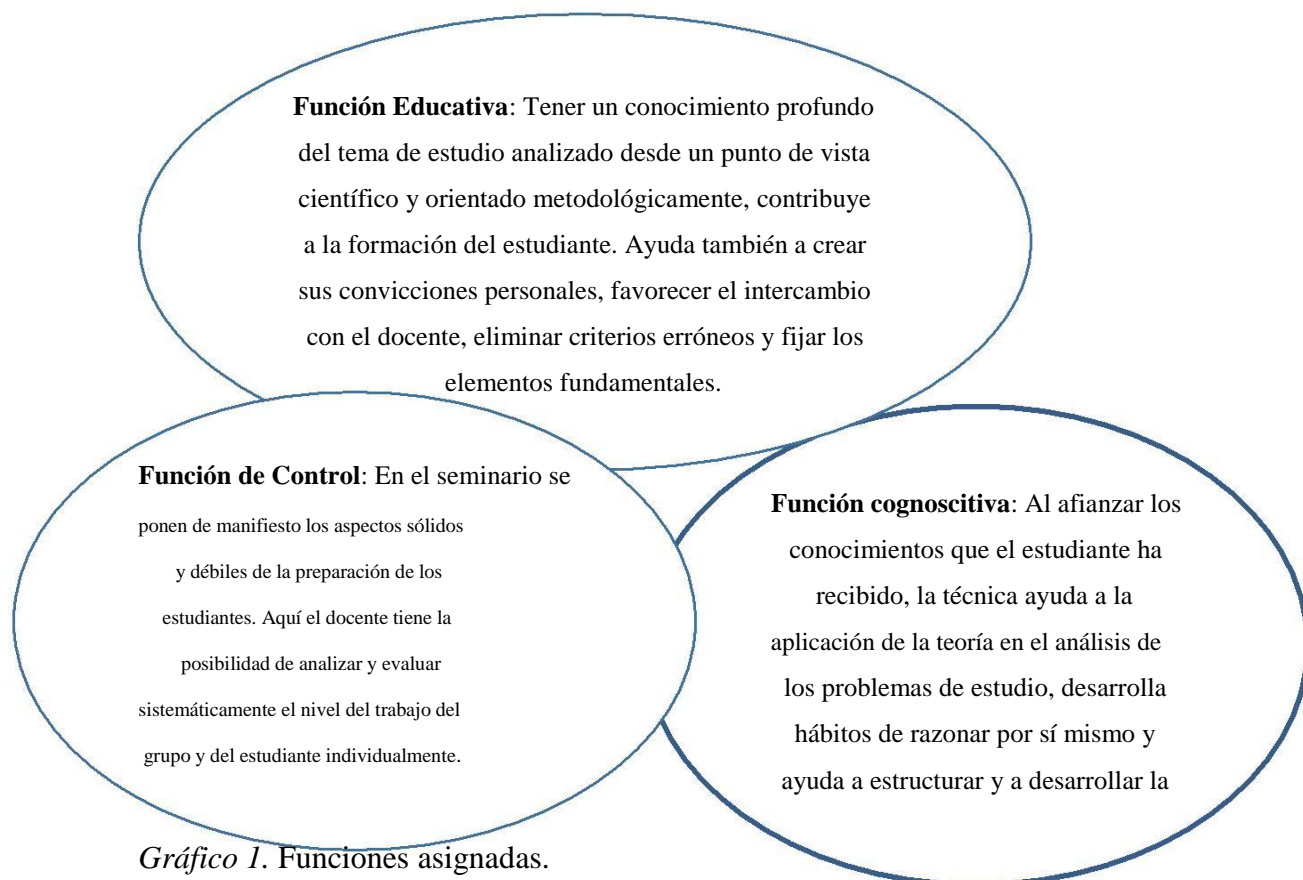 Función Educativa: Tener un conocimiento profundo
del tema de estudio analizado desde un punto de vista
científico y orientado metodológicamente, contribuye
a la formación del estudiante. Ayuda también a crear
sus convicciones personales, favorecer el intercambio
con el docente, eliminar criterios erróneos y fijar los
elementos fundamentales.
Función de Control: En el seminario se
ponen de manifiesto los aspectos sólidos
y débiles de la preparación de los
estudiantes. Aquí el docente tiene la
posibilidad de analizar y evaluar
sistemáticamente el nivel del trabajo del
grupo y del estudiante individualmente.
Función cognoscitiva: Al afianzar los
conocimientos que el estudiante ha
recibido, la técnica ayuda a la
aplicación de la teoría en el análisis de
los problemas de estudio, desarrolla
hábitos de razonar por sí mismo y
ayuda a estructurar y a desarrollar la
Gráfico 1. Funciones asignadas.